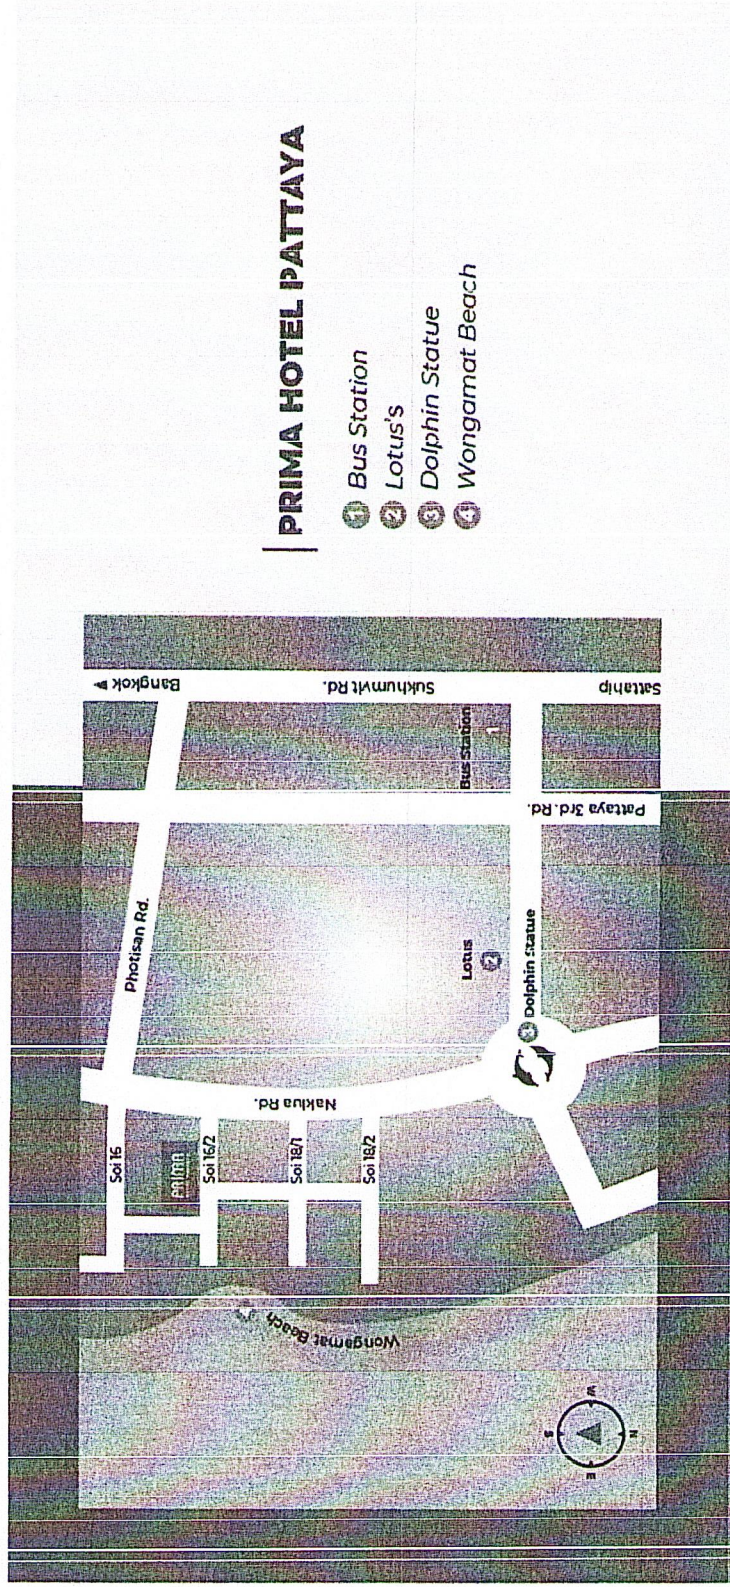 PRIMA HOTEL PATTAYA
1 Bus Station
2 Lotus's
3 Dolphin Statue
4 Wongamat Beach
Bangkok
Sukhumvit Rd.
Sattahip
Bus Station
1
Pattaya 3rd. Rd.
Photisan Rd.
Lotus
2
Dolphin Statue
Naklua Rd.
Soi 16
prima
Soi 16/2
Soi 18/1
Soi 18/2
Wongamat Beach
S
W
E
N